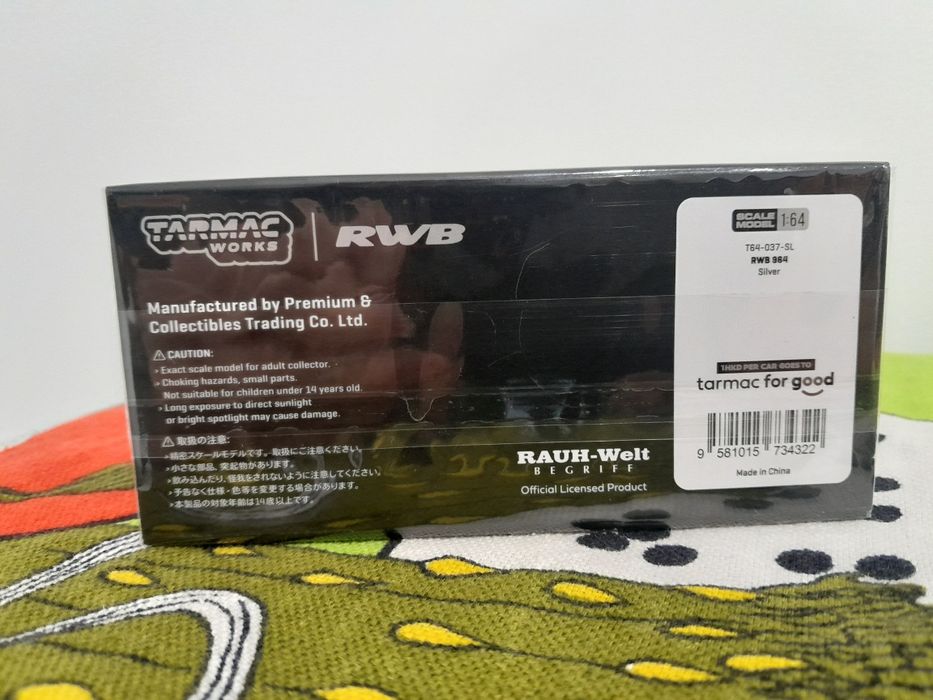 TARMAC
WORKS
RWB
Manufactured by Premium &
Collectibles Trading Co. Ltd.
⚠ CAUTION:
› Exact scale model for adult collector.
› Choking hazards, small parts.
Not suitable for children under 14 years old.
› Long exposure to direct sunlight
or bright spotlight may cause damage.
⚠ 取扱の注意:
›精密スケールモデルです。取扱にご注意ください。
›小さな部品、突起物があります。
›飲み込んだり、怪我をされないように注意してください。
›予告なく仕様・色等を変更する場合があります。
›本製品の対象年齢は14歳以上です。
RAUH-Welt
BEGRIFF
Official Licensed Product
SCALE
MODEL 1:64
T64-037-SL
RWB 964
Silver
1HKD PER CAR GOES TO
tarmac for good
9 581015 734322
Made in China